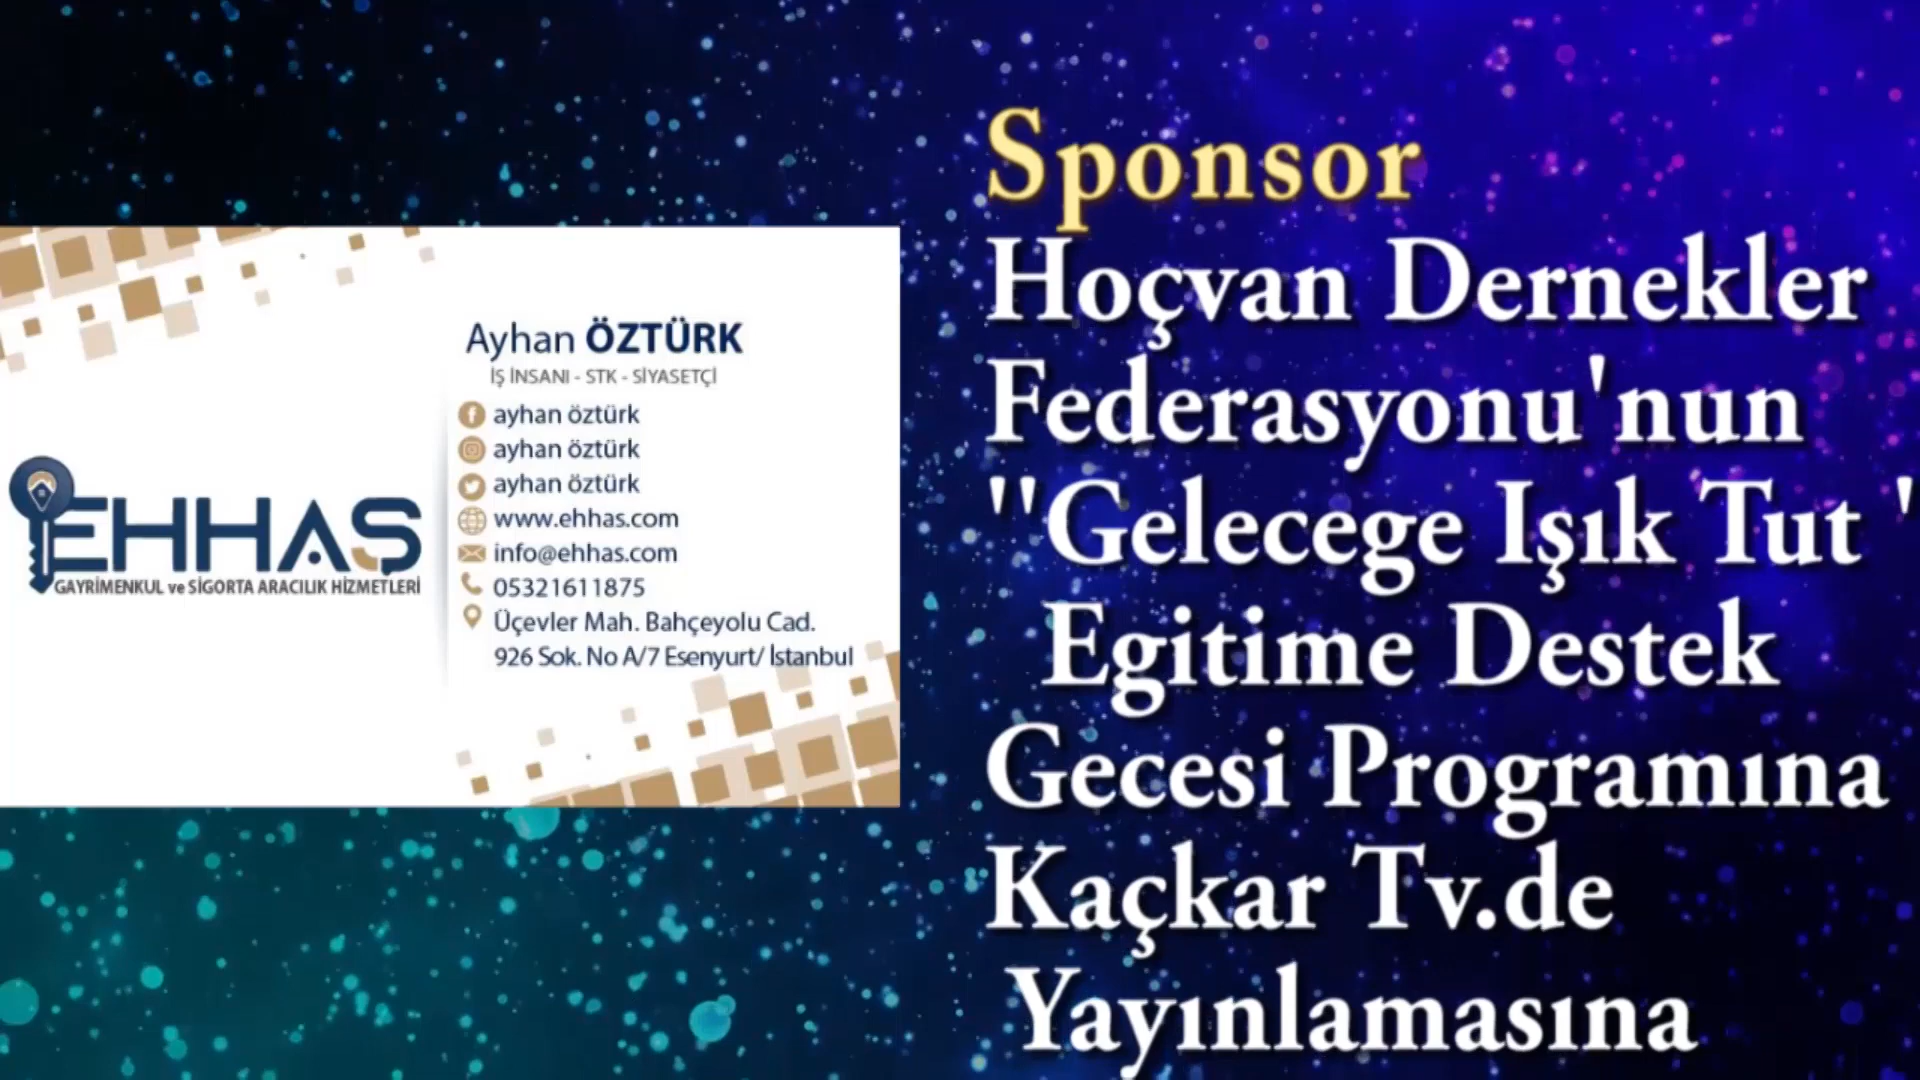 EHHAŞ
GAYRİMENKUL ve SİGORTA ARACILIK HİZMETLERİ
Ayhan ÖZTÜRK
İŞ İNSANI - STK - SİYASETÇİ
ayhan öztürk
ayhan öztürk
ayhan öztürk
www.ehhas.com
info@ehhas.com
05321611875
Üçevler Mah. Bahçeyolu Cad.
926 Sok. No A/7 Esenyurt/ İstanbul
Sponsor
Hoçvan Dernekler
Federasyonu'nun
''Gelecege Işık Tut '
Egitime Destek
Gecesi Programına
Kaçkar Tv.de
Yayınlamasına